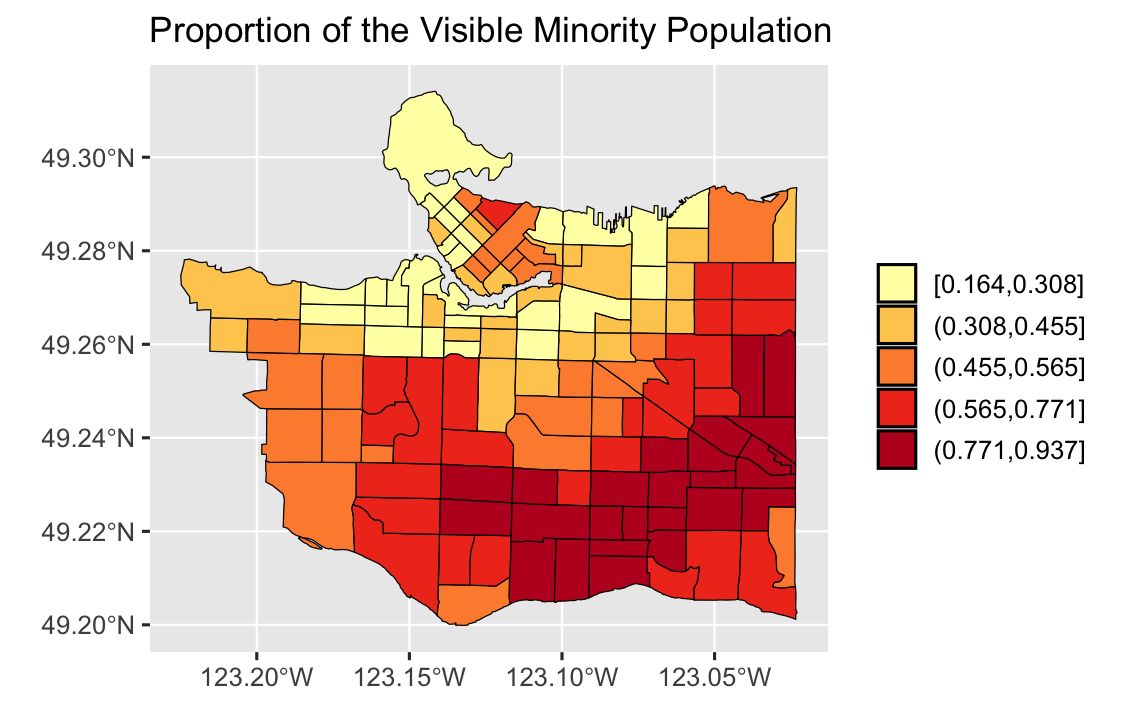 Proportion of the Visible Minority Population
49.30°N
49.28°N
49.26°N
49.24°N
49.22°N
49.20°N
123.20°W 123.15°W 123.10°W 123.05°W
[0.164,0.308]
(0.308,0.455]
(0.455,0.565]
(0.565,0.771]
(0.771,0.937]